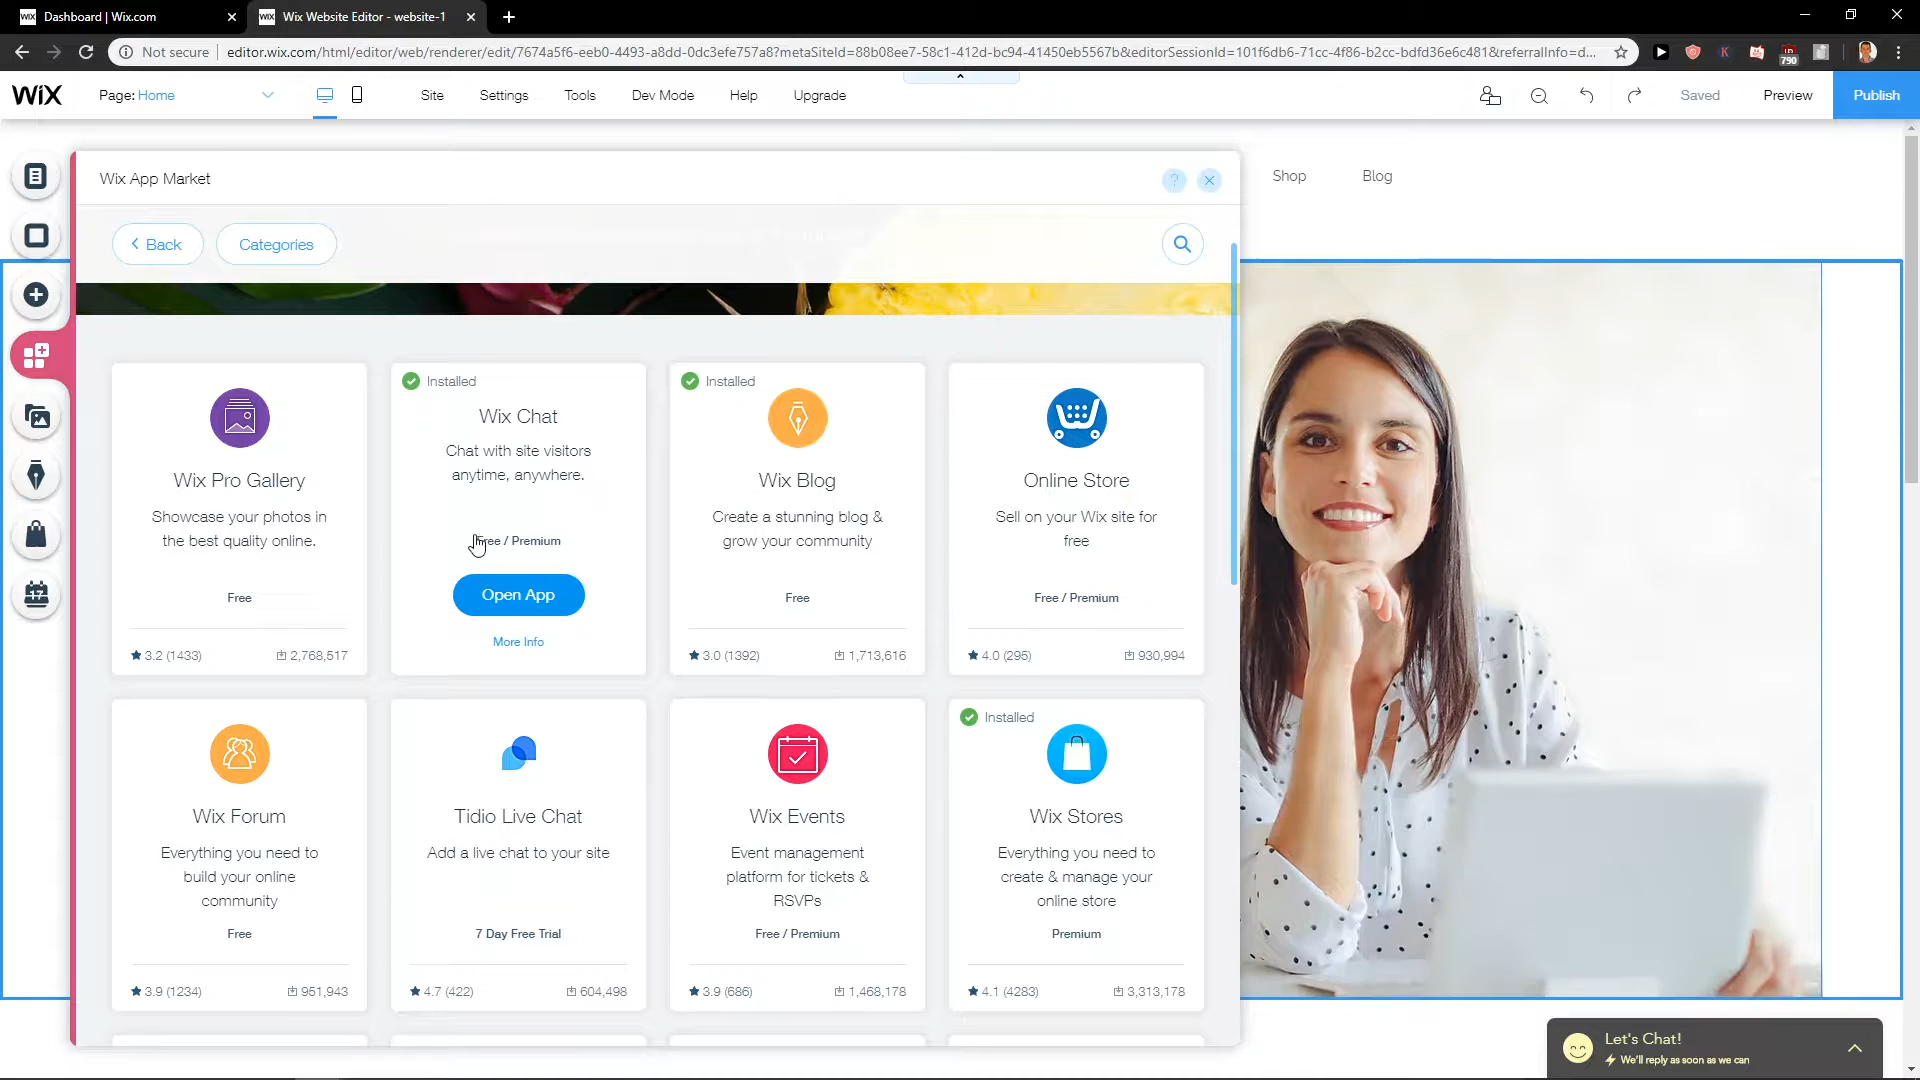 Dashboard | Wix.com
Wix Website Editor - website-1
Not secure
editor.wix.com/html/editor/web/renderer/edit/7674a5f6-eeb0-4493-a8dd-0dc3efe757a8?metaSiteId=88b08ee7-58c1-412d-bc94-41450eb5567b&editorSessionId=101f6db6-71cc-4f86-b2cc-bdfd36e6c481&referralInfo=d...
790
WiX
Page: Home
Site
Settings
Tools
Dev Mode
Help
Upgrade
Saved
Preview
Publish
Wix App Market
?
Shop
Blog
Back
Categories
Installed
Installed
Wix Chat
Chat with site visitors
anytime, anywhere.
Wix Pro Gallery
Wix Blog
Online Store
Showcase your photos in
the best quality online.
Create a stunning blog &
grow your community
Sell on your Wix site for
free
Free / Premium
Open App
More Info
Free
Free
Free / Premium
3.2 (1433)
2,768,517
3.0 (1392)
1,713,616
4.0 (295)
930,994
17
Installed
Wix Forum
Tidio Live Chat
Wix Events
Wix Stores
Everything you need to
build your online
community
Add a live chat to your site
Event management
platform for tickets &
RSVPs
Everything you need to
create & manage your
online store
Free
7 Day Free Trial
Free / Premium
Premium
3.9 (1234)
951,943
4.7 (422)
604,498
3.9 (686)
1,468,178
4.1 (4283)
3,313,178
Let's Chat!
We'll reply as soon as we can